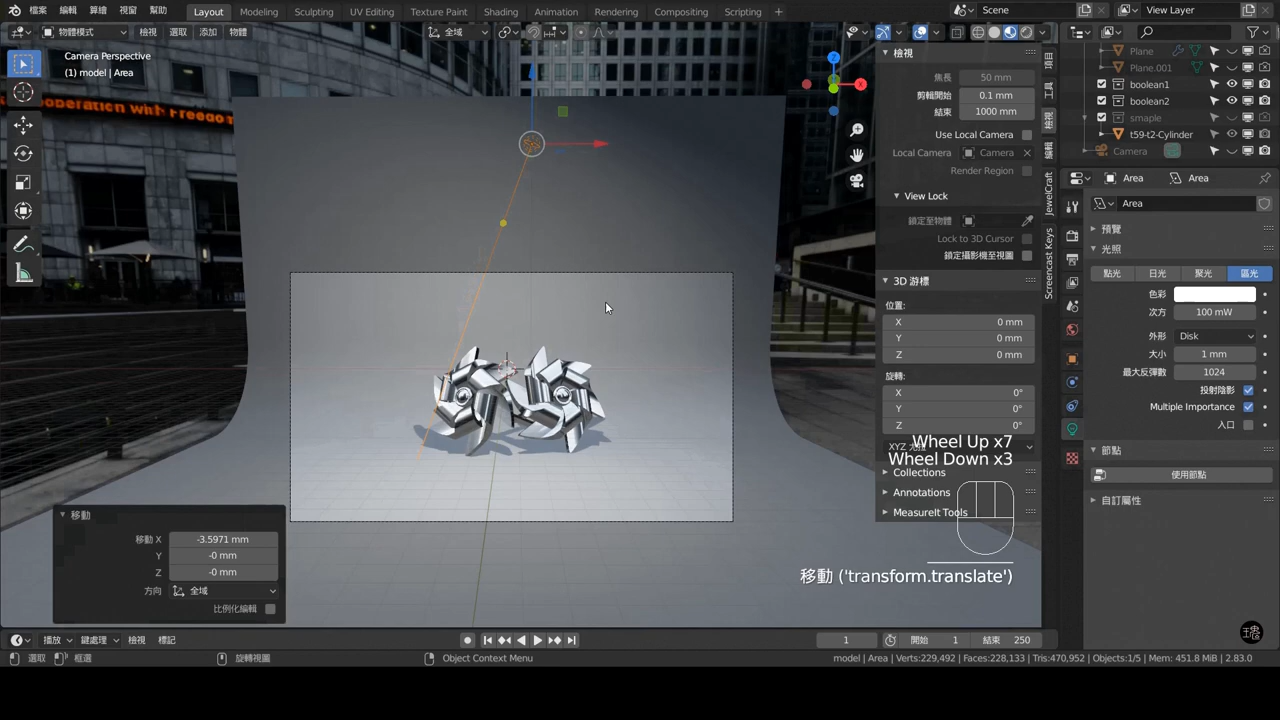 檔案 編輯 算繪 視窗 幫助 Layout Modeling Sculpting UV Editing Texture Paint Shading Animation Rendering Compositing Scripting + Scene View Layer
物體模式 檢視 選取 添加 物體 全域
Camera Perspective
(1) model | Area
ooperation with Freedo
Z
X
檢視
焦長 50 mm
剪輯開始 0.1 mm
結束 1000 mm
Use Local Camera
Local Camera Camera
Render Region
View Lock
鎖定至物體
Lock to 3D Cursor
鎖定攝影機至視圖
3D 游標
位置:
X 0 mm
Y 0 mm
Z 0 mm
旋轉:
X 0°
Y 0°
Z 0°
Collections
Annotations
MeasureIt Tools
項目
工具
檢視
編輯
JewelCraft
Screencast Keys
Wheel Up x7
Wheel Down x3
移動 ('transform.translate')
Plane
Plane.001
boolean1
boolean2
smaple
t59-t2-Cylinder
Camera
Area Area
Area
預覽
光照
點光 日光 聚光 區光
色彩
次方 100 mW
外形 Disk
大小 1 mm
最大反彈數 1024
投射陰影
Multiple Importance
入口
節點
使用節點
自訂屬性
移動
移動 X -3.5971 mm
Y -0 mm
Z -0 mm
方向 全域
比例化編輯
播放 鍵處理 檢視 標記 1 開始 1 結束 250
選取 框選 旋轉視圖 Object Context Menu model | Area | Verts:229,492 | Faces:228,133 | Tris:470,952 | Objects:1/5 | Mem: 451.8 MiB | 2.83.0